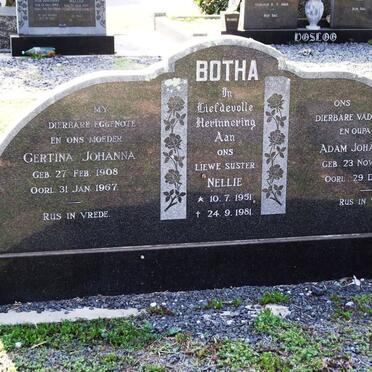 BOTHA
MY
DIERBARE EGGENOTE
EN ONS MOEDER
GERTINA JOHANNA
GEB. 27 FEB. 1908
OORL. 31 JAN. 1967.
RUS IN VREDE.
In
Liefdevolle
Herinnering
Aan
ONS
LIEWE SUSTER
NELLIE
* 10.7.1951.
† 24.9.1981.
ONS
DIERBARE VAD
EN OUPA
ADAM JOHA
GEB. 23 NOV
OORL. 29 D
RUS IN